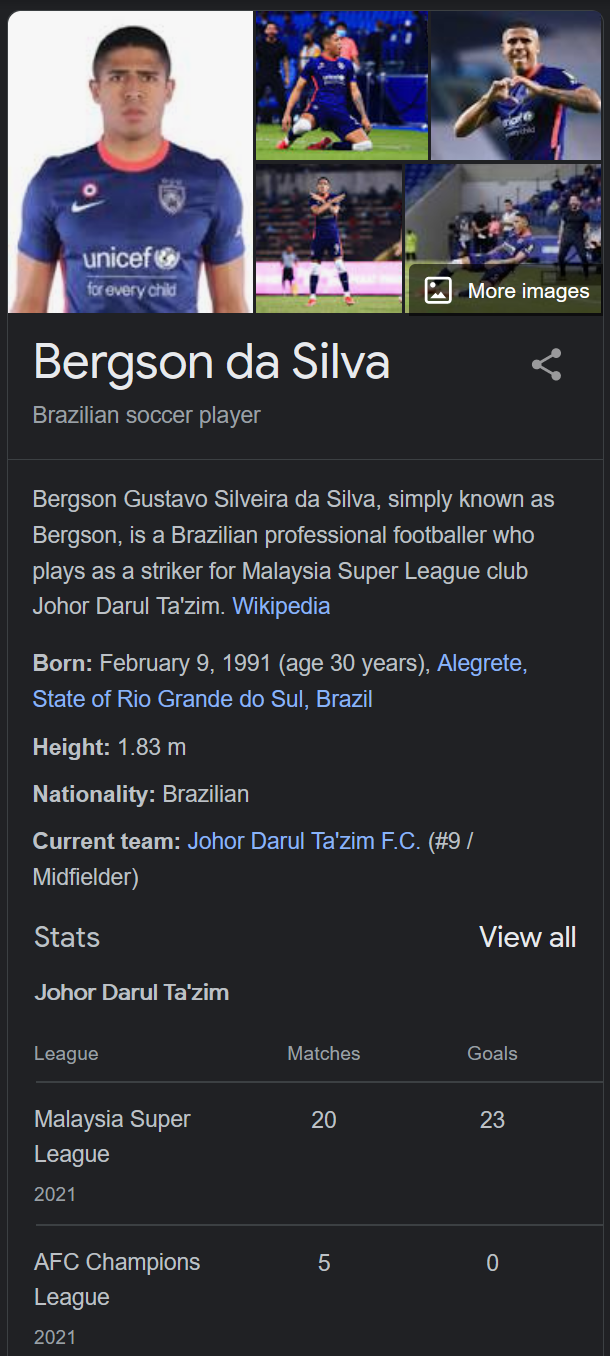 unicef
for every child
unicef
every child
More images
Bergson da Silva
Brazilian soccer player
Bergson Gustavo Silveira da Silva, simply known as
Bergson, is a Brazilian professional footballer who
plays as a striker for Malaysia Super League club
Johor Darul Ta'zim. Wikipedia
Born: February 9, 1991 (age 30 years), Alegrete,
State of Rio Grande do Sul, Brazil
Height: 1.83 m
Nationality: Brazilian
Current team: Johor Darul Ta'zim F.C. (#9 /
Midfielder)
Stats View all
Johor Darul Ta'zim
League Matches Goals
Malaysia Super 20 23
League
2021
AFC Champions 5 0
League
2021